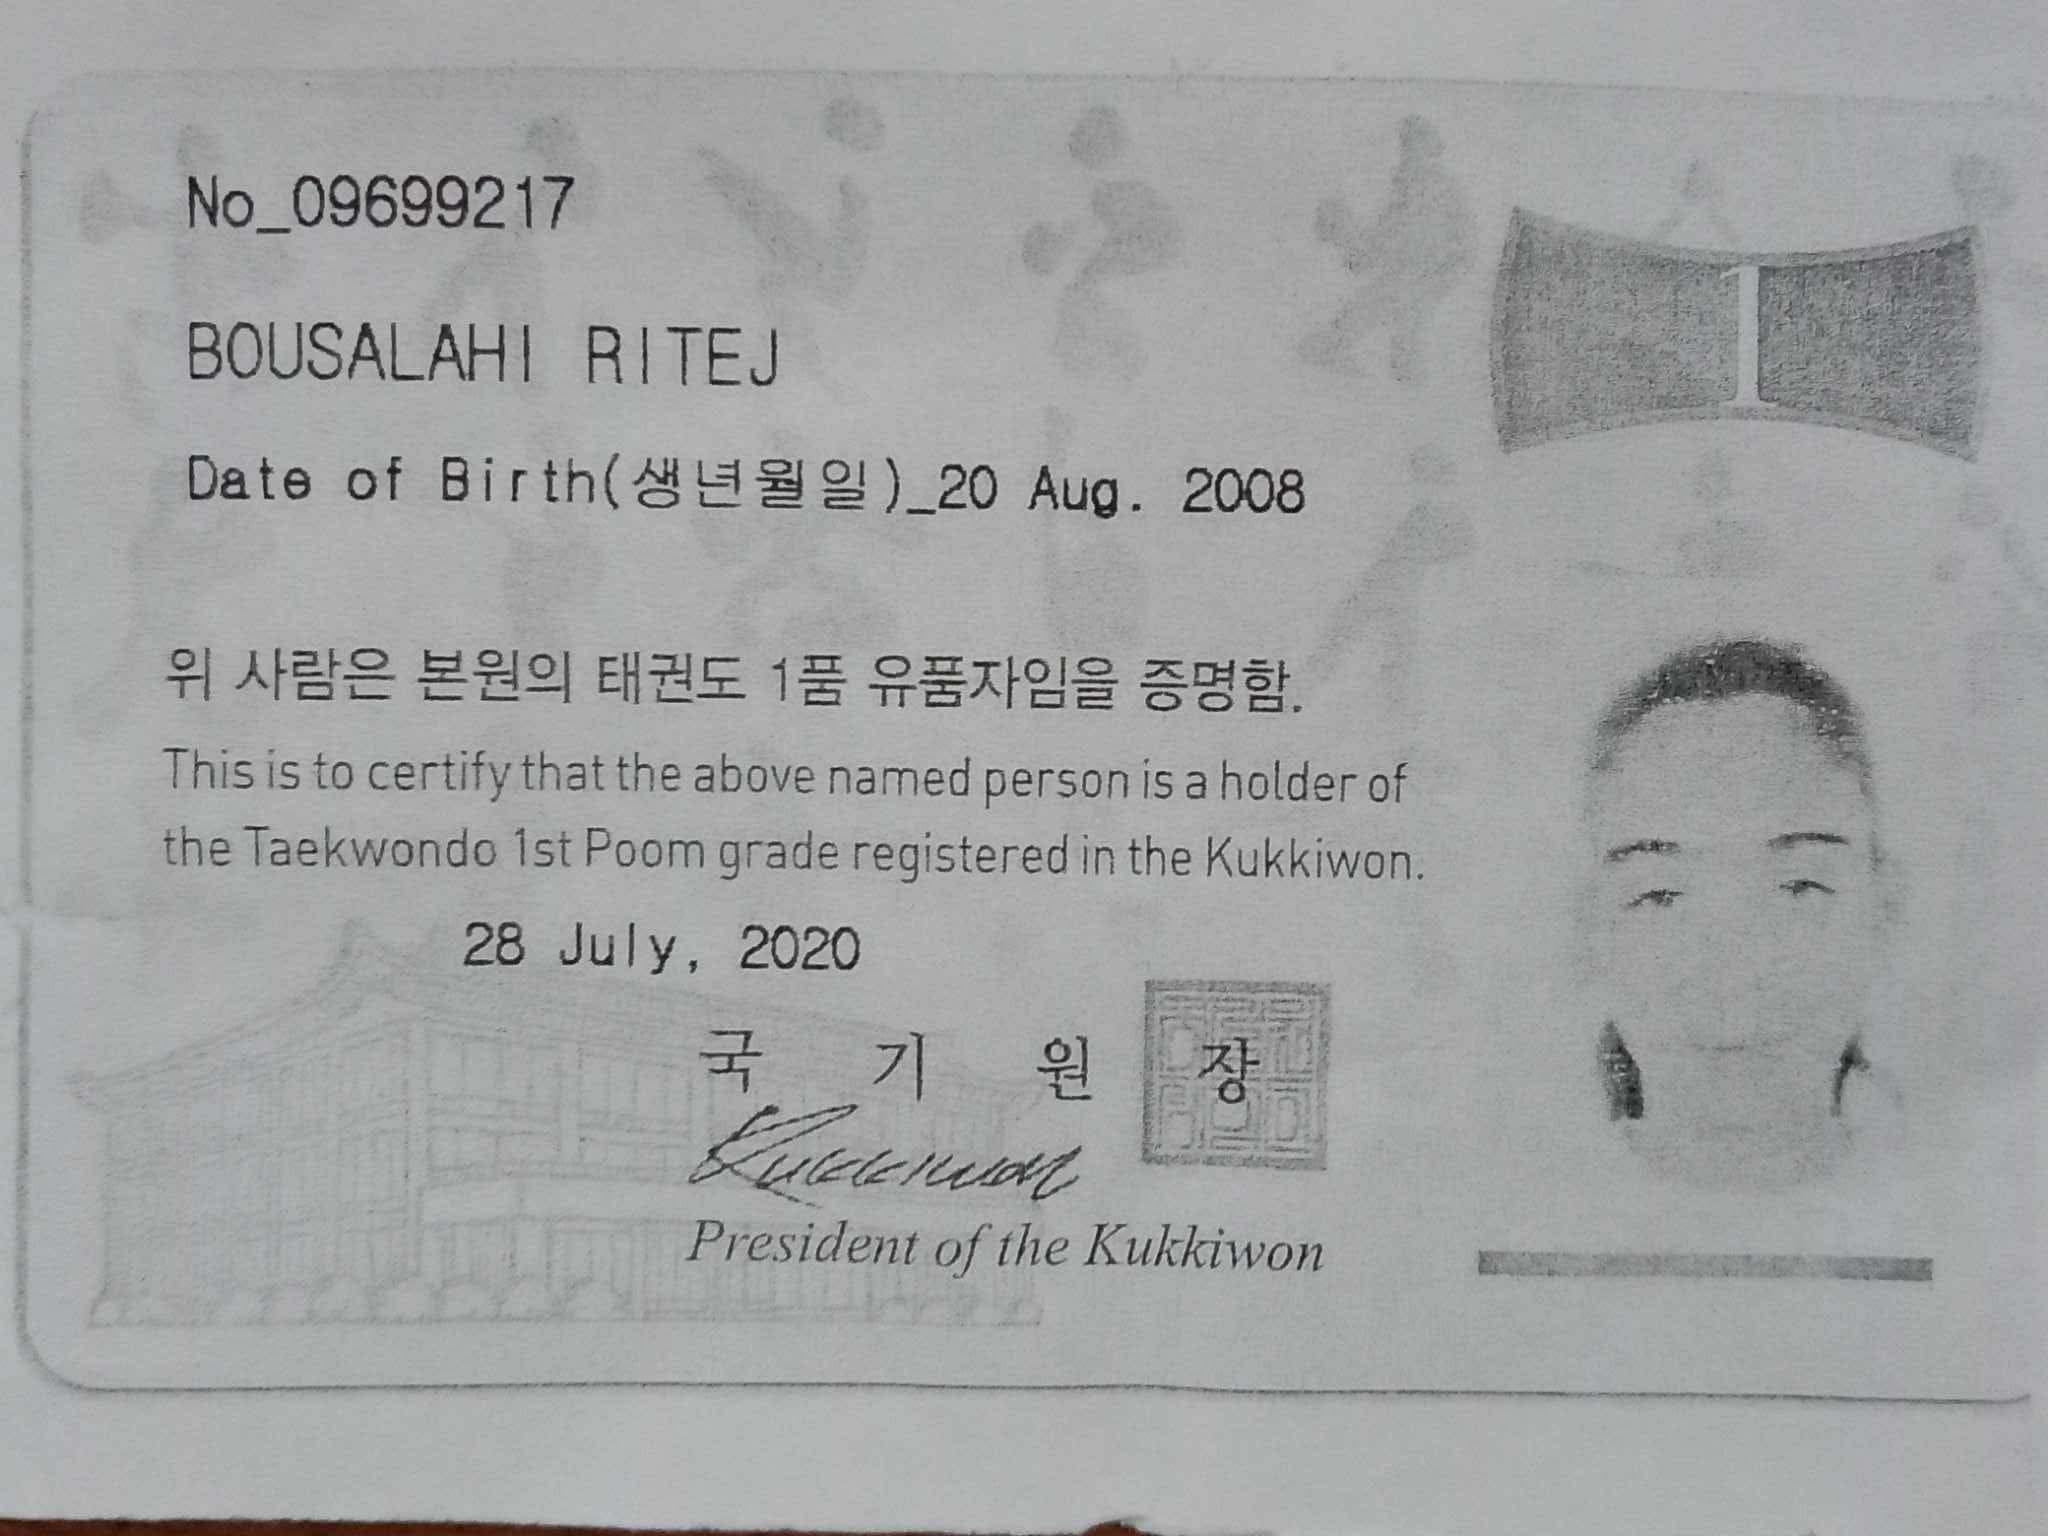 No_09699217
1
BOUSALAHI RITEJ
Date of Birth(생년월일)_20 Aug. 2008
위 사람은 본원의 태권도 1품 유품자임을 증명함.
This is to certify that the above named person is a holder of
the Taekwondo 1st Poom grade registered in the Kukkiwon.
28 July, 2020
국 기 원 장
Kukkiwon
President of the Kukkiwon